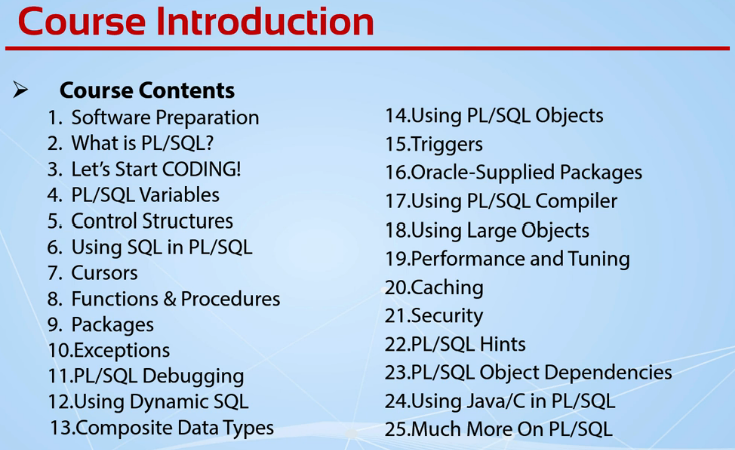 Course Introduction
➢ Course Contents
1. Software Preparation
2. What is PL/SQL?
3. Let's Start CODING!
4. PL/SQL Variables
5. Control Structures
6. Using SQL in PL/SQL
7. Cursors
8. Functions & Procedures
9. Packages
10.Exceptions
11.PL/SQL Debugging
12.Using Dynamic SQL
13.Composite Data Types
14.Using PL/SQL Objects
15.Triggers
16.Oracle-Supplied Packages
17.Using PL/SQL Compiler
18.Using Large Objects
19.Performance and Tuning
20.Caching
21.Security
22.PL/SQL Hints
23.PL/SQL Object Dependencies
24.Using Java/C in PL/SQL
25.Much More On PL/SQL